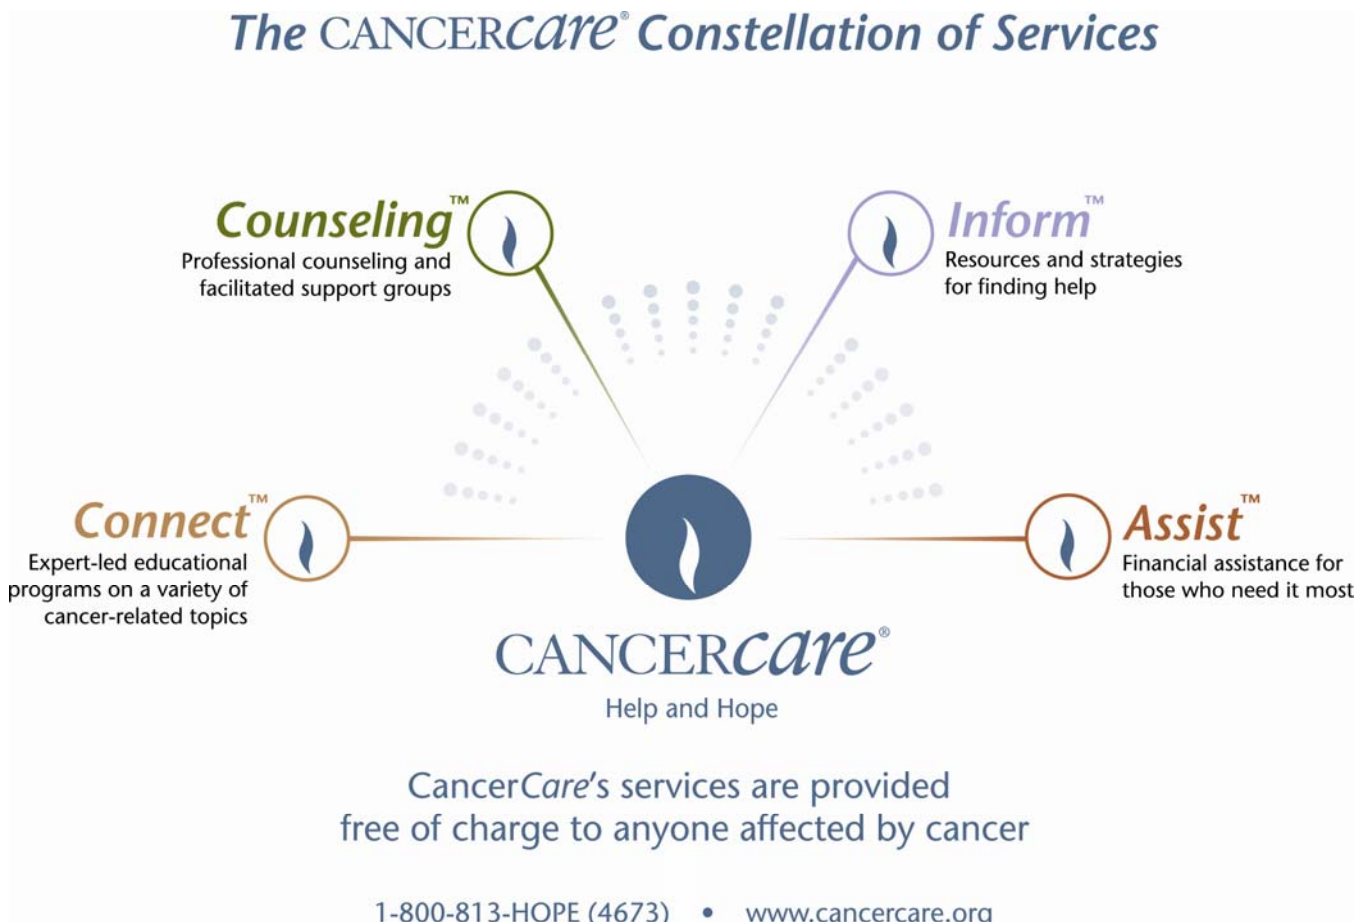 The CANCERcare® Constellation of Services
Counseling™
Professional counseling and
facilitated support groups
Inform™
Resources and strategies
for finding help
Connect™
Expert-led educational
programs on a variety of
cancer-related topics
Assist™
Financial assistance for
those who need it most
CANCERcare®
Help and Hope
CancerCare's services are provided
free of charge to anyone affected by cancer
1-800-813-HOPE (4673) • www.cancercare.org